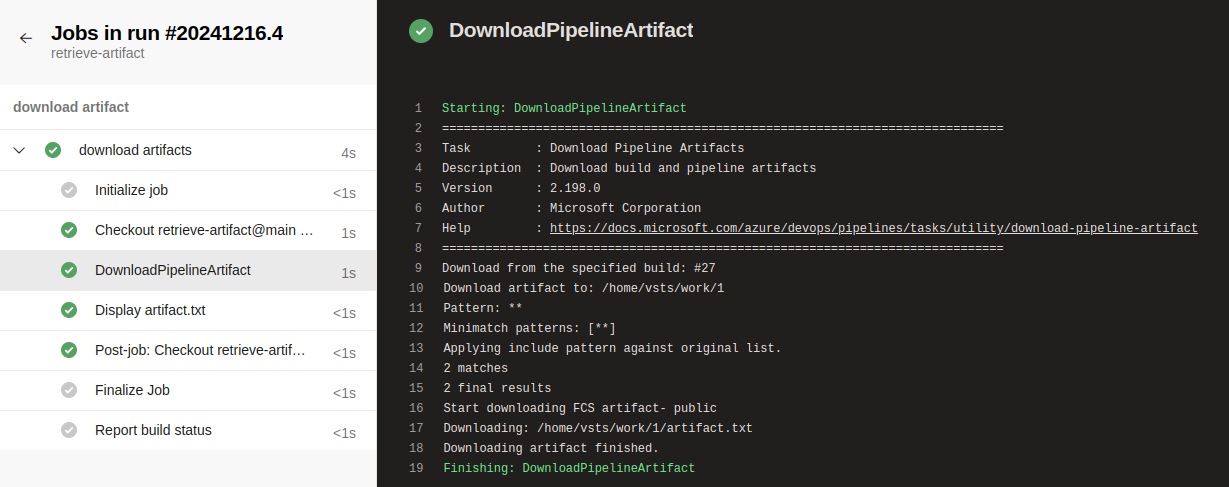 Jobs in run #20241216.4
retrieve-artifact
download artifact
download artifacts 4s
Initialize job <1s
Checkout retrieve-artifact@main ... 1s
DownloadPipelineArtifact 1s
Display artifact.txt <1s
Post-job: Checkout retrieve-artif... <1s
Finalize Job <1s
Report build status <1s
DownloadPipelineArtifact
1 Starting: DownloadPipelineArtifact
2 ==============================================================================
3 Task         : Download Pipeline Artifacts
4 Description  : Download build and pipeline artifacts
5 Version      : 2.198.0
6 Author       : Microsoft Corporation
7 Help         : https://docs.microsoft.com/azure/devops/pipelines/tasks/utility/download-pipeline-artifact
8 ==============================================================================
9 Download from the specified build: #27
10 Download artifact to: /home/vsts/work/1
11 Pattern: **
12 Minimatch patterns: [**]
13 Applying include pattern against original list.
14 2 matches
15 2 final results
16 Start downloading FCS artifact- public
17 Downloading: /home/vsts/work/1/artifact.txt
18 Downloading artifact finished.
19 Finishing: DownloadPipelineArtifact